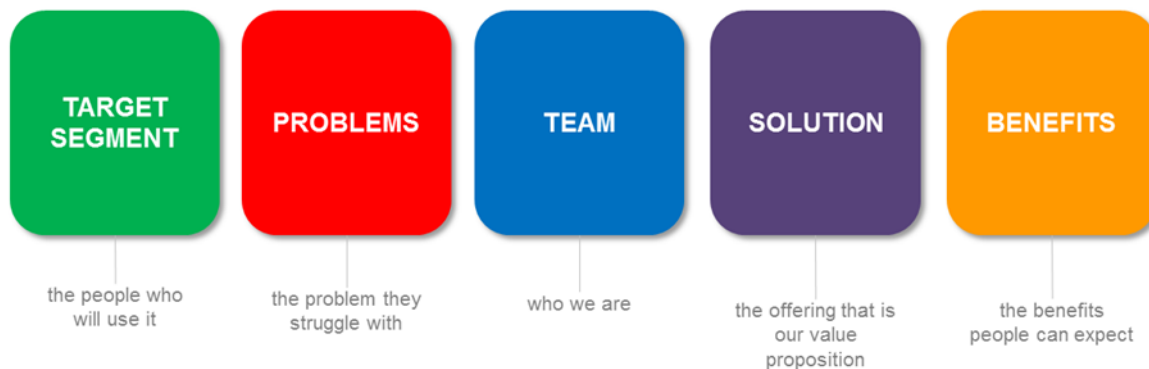 TARGET
SEGMENT
PROBLEMS
TEAM
SOLUTION
BENEFITS
the people who
will use it
the problem they
struggle with
who we are
the offering that is
our value
proposition
the benefits
people can expect